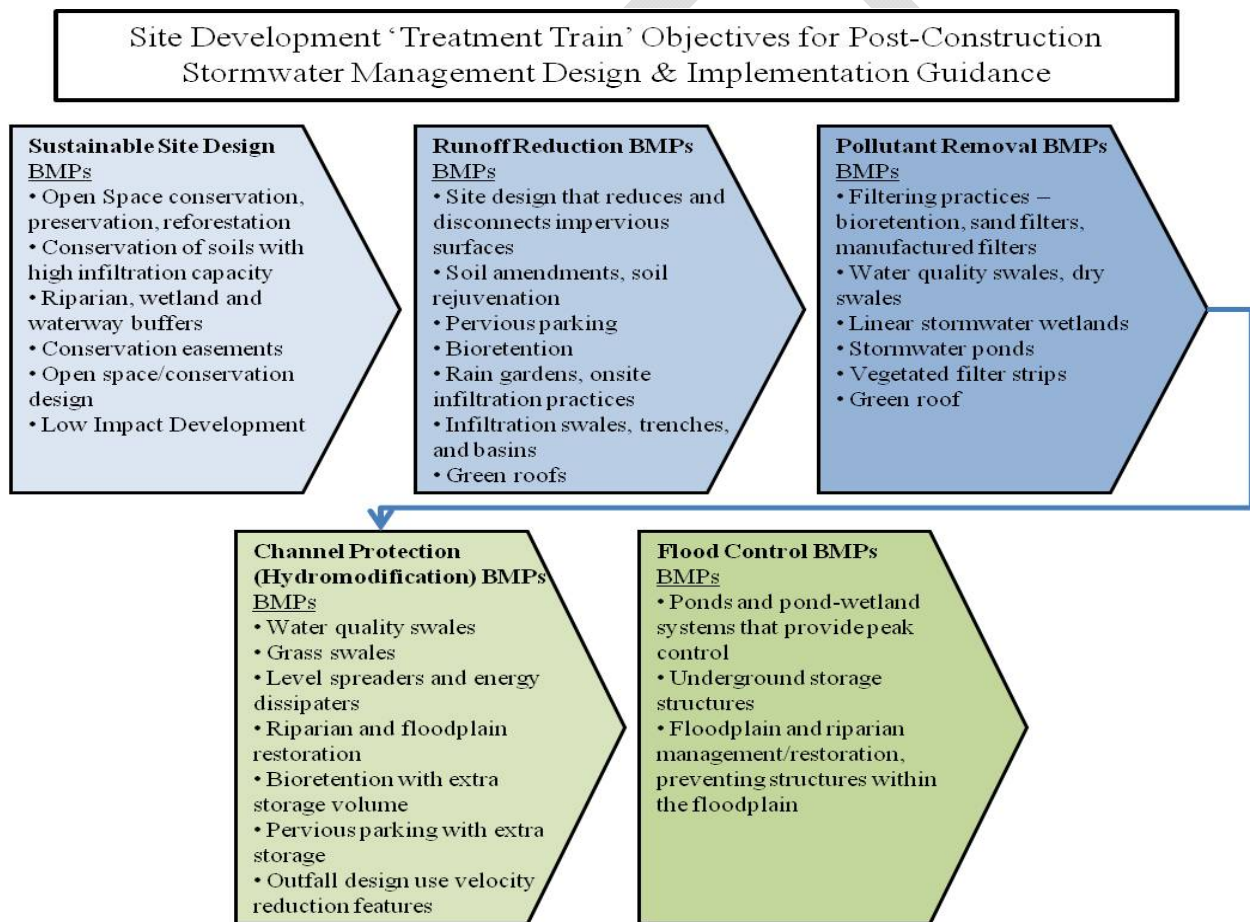 Site Development ‘Treatment Train’ Objectives for Post-Construction
Stormwater Management Design & Implementation Guidance
Sustainable Site Design
BMPs
• Open Space conservation,
preservation, reforestation
• Conservation of soils with
high infiltration capacity
• Riparian, wetland and
waterway buffers
• Conservation easements
• Open space/conservation
design
• Low Impact Development
Runoff Reduction BMPs
BMPs
• Site design that reduces and
disconnects impervious
surfaces
• Soil amendments, soil
rejuvenation
• Pervious parking
• Bioretention
• Rain gardens, onsite
infiltration practices
• Infiltration swales, trenches,
and basins
• Green roofs
Pollutant Removal BMPs
BMPs
• Filtering practices –
bioretention, sand filters,
manufactured filters
• Water quality swales, dry
swales
• Linear stormwater wetlands
• Stormwater ponds
• Vegetated filter strips
• Green roof
Channel Protection
(Hydromodification) BMPs
BMPs
• Water quality swales
• Grass swales
• Level spreaders and energy
dissipaters
• Riparian and floodplain
restoration
• Bioretention with extra
storage volume
• Pervious parking with extra
storage
• Outfall design use velocity
reduction features
Flood Control BMPs
BMPs
• Ponds and pond-wetland
systems that provide peak
control
• Underground storage
structures
• Floodplain and riparian
management/restoration,
preventing structures within
the floodplain